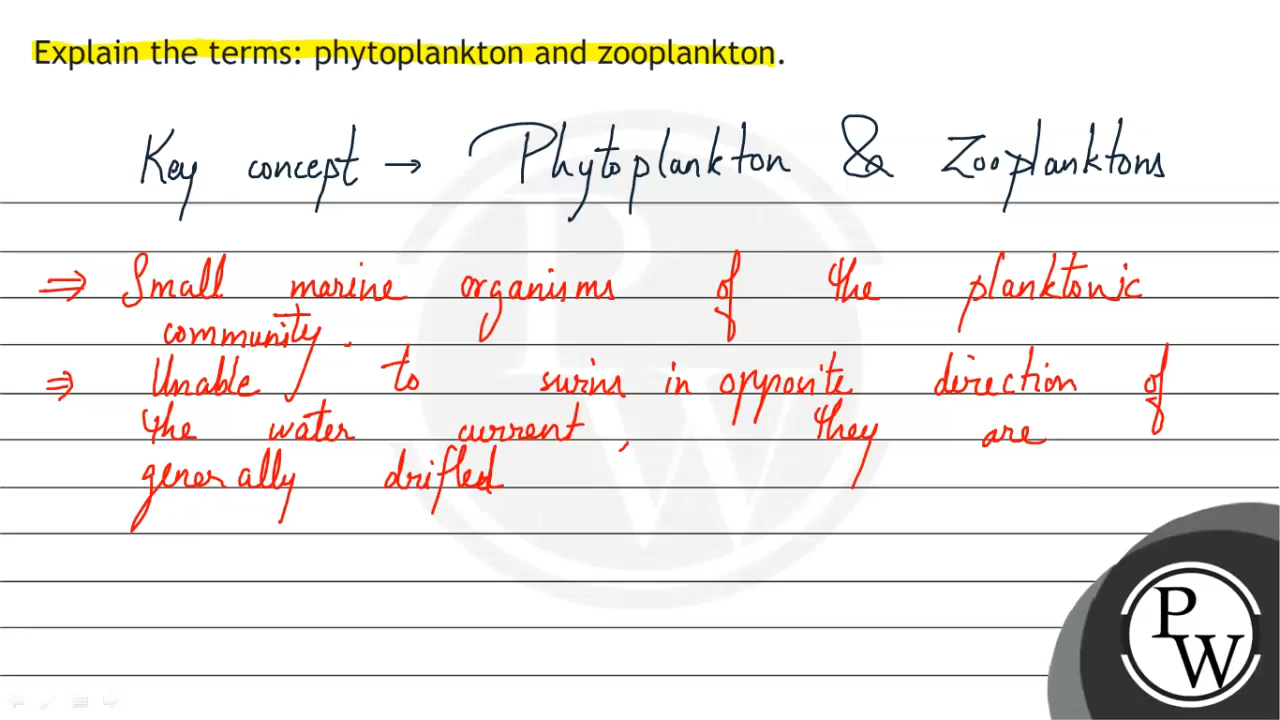 Explain the terms: phytoplankton and zooplankton.
Key concept → Phytoplankton & Zooplanktons
⇒ Small marine organisms of the planktonic
community.
⇒ Unable to swim in opposite direction of
the water current, they are
generally drifted
P
W
P
W